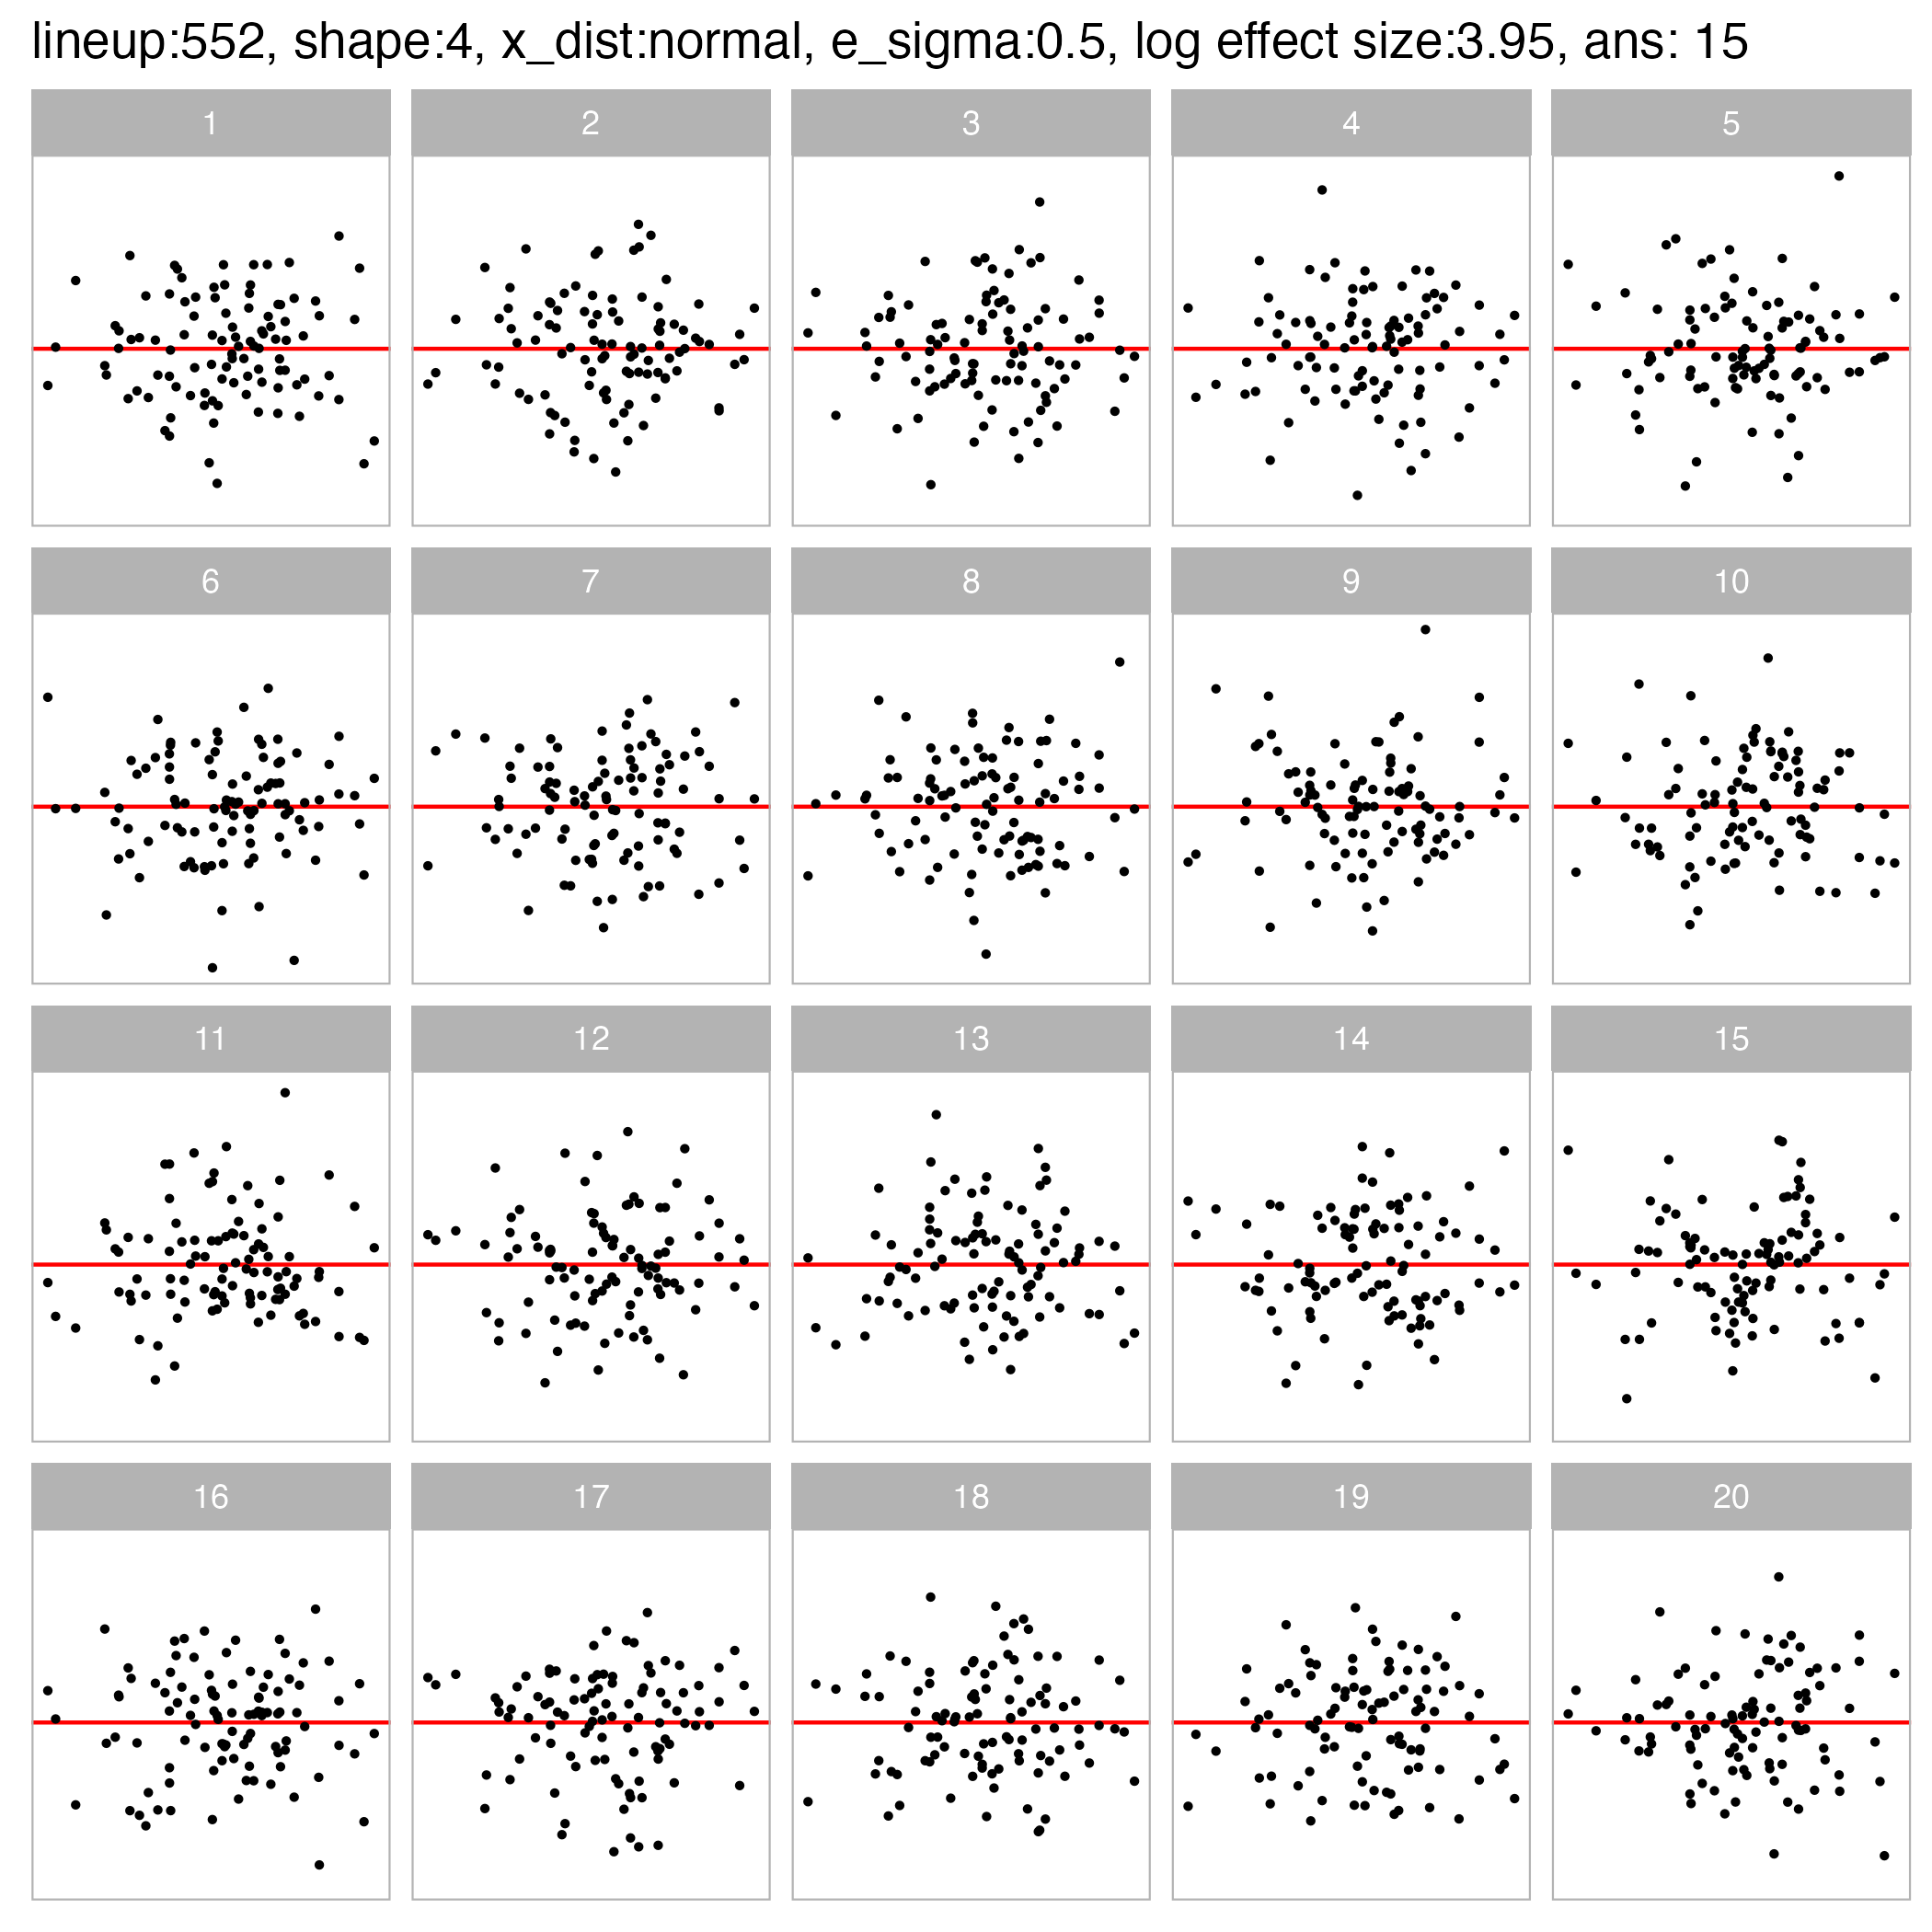 lineup:552, shape:4, x_dist:normal, e_sigma:0.5, log effect size:3.95, ans: 15
1 2 3 4 5
6 7 8 9 10
11 12 13 14 15
16 17 18 19 20